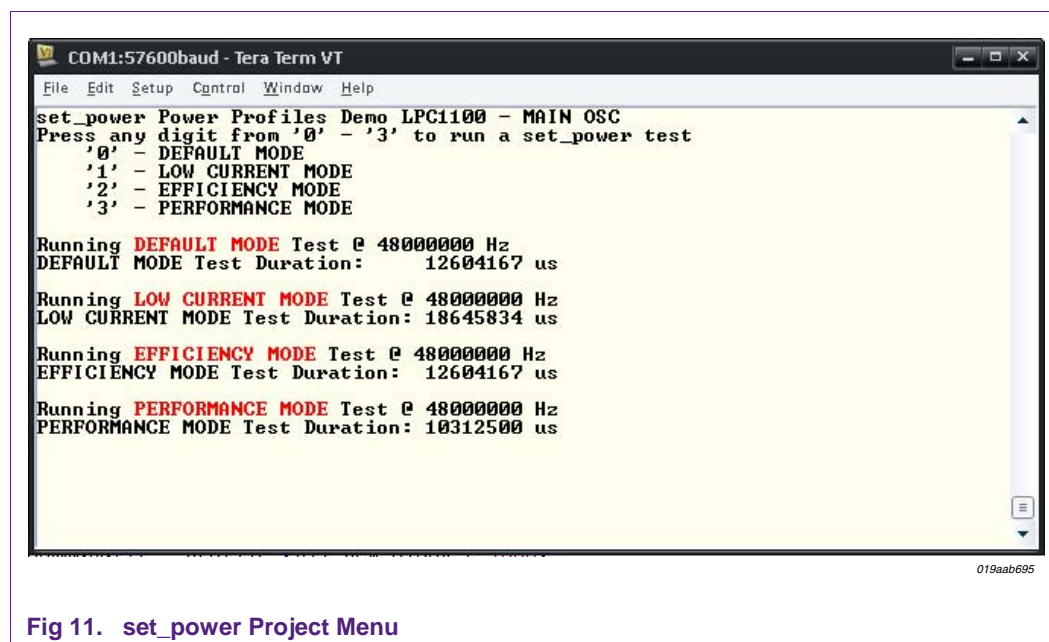 COM1:57600baud - Tera Term VT
File Edit Setup Control Window Help
set_power Power Profiles Demo LPC1100 - MAIN OSC
Press any digit from '0' - '3' to run a set_power test
'0' - DEFAULT MODE
'1' - LOW CURRENT MODE
'2' - EFFICIENCY MODE
'3' - PERFORMANCE MODE
Running DEFAULT MODE Test @ 48000000 Hz
DEFAULT MODE Test Duration: 12604167 us
Running LOW CURRENT MODE Test @ 48000000 Hz
LOW CURRENT MODE Test Duration: 18645834 us
Running EFFICIENCY MODE Test @ 48000000 Hz
EFFICIENCY MODE Test Duration: 12604167 us
Running PERFORMANCE MODE Test @ 48000000 Hz
PERFORMANCE MODE Test Duration: 10312500 us
019aab695
Fig 11. set_power Project Menu